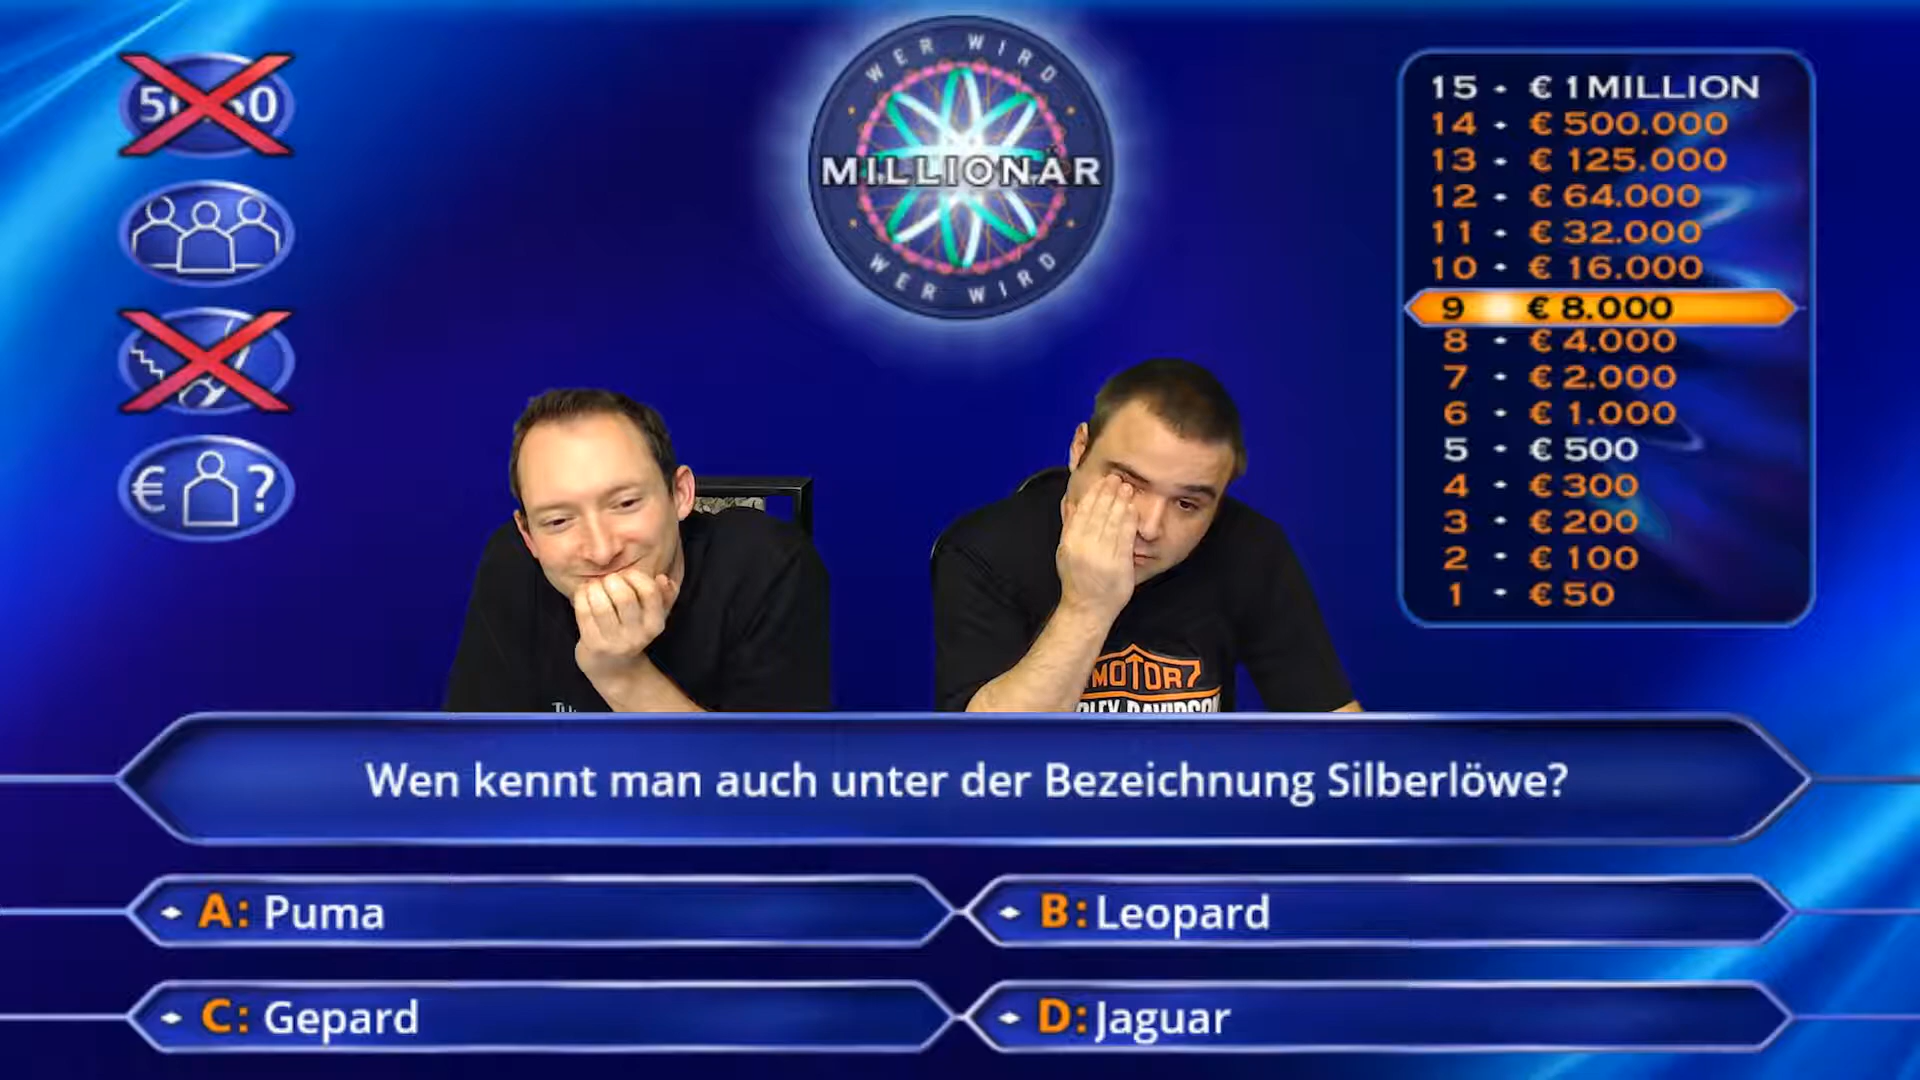 50:50
WER WIRD
MILLIONÄR
WER WIRD
€ ?
15 · € 1 MILLION
14 · € 500.000
13 · € 125.000
12 · € 64.000
11 · € 32.000
10 · € 16.000
9 € 8.000
8 · € 4.000
7 · € 2.000
6 · € 1.000
5 · € 500
4 · € 300
3 · € 200
2 · € 100
1 · € 50
MOTOR
Wen kennt man auch unter der Bezeichnung Silberlöwe?
A: Puma
B: Leopard
C: Gepard
D: Jaguar